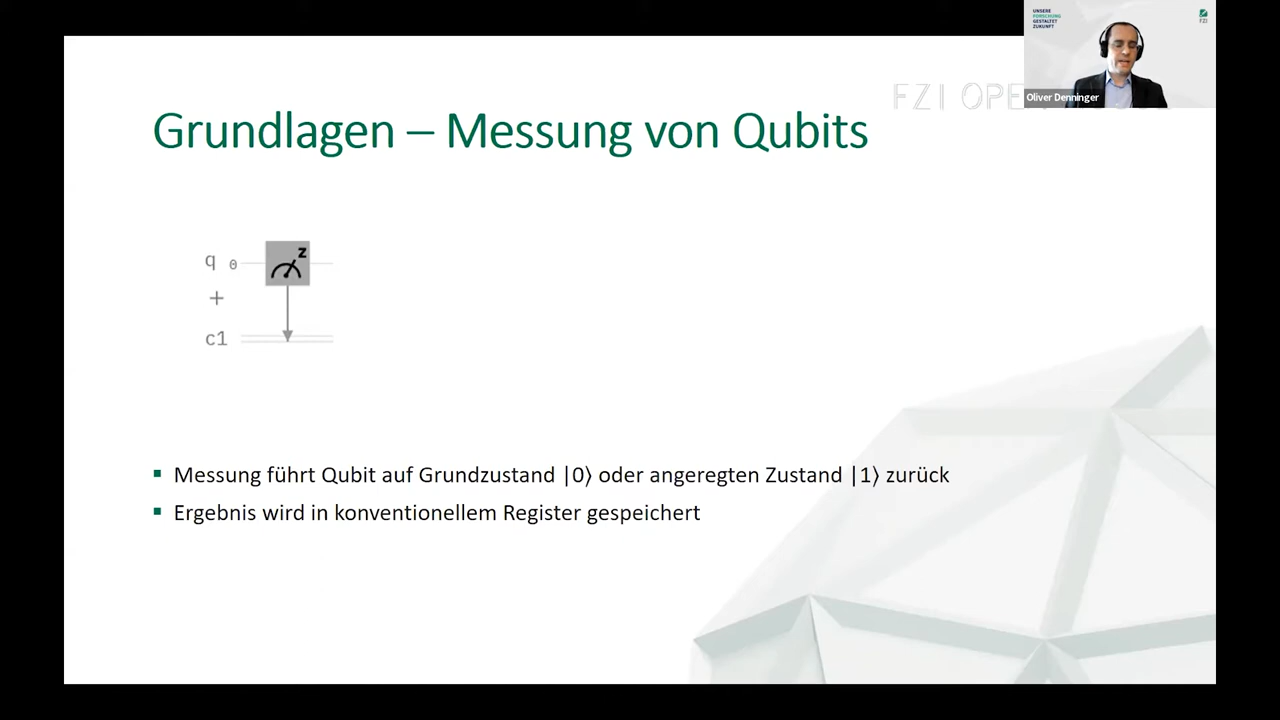 UNSERE
FORSCHUNG
GESTALTET
ZUKUNFT
FZI
Oliver Denninger
FZI OPE
Grundlagen – Messung von Qubits
q 0
z
+
c1
Messung führt Qubit auf Grundzustand |0⟩ oder angeregten Zustand |1⟩ zurück
Ergebnis wird in konventionellem Register gespeichert